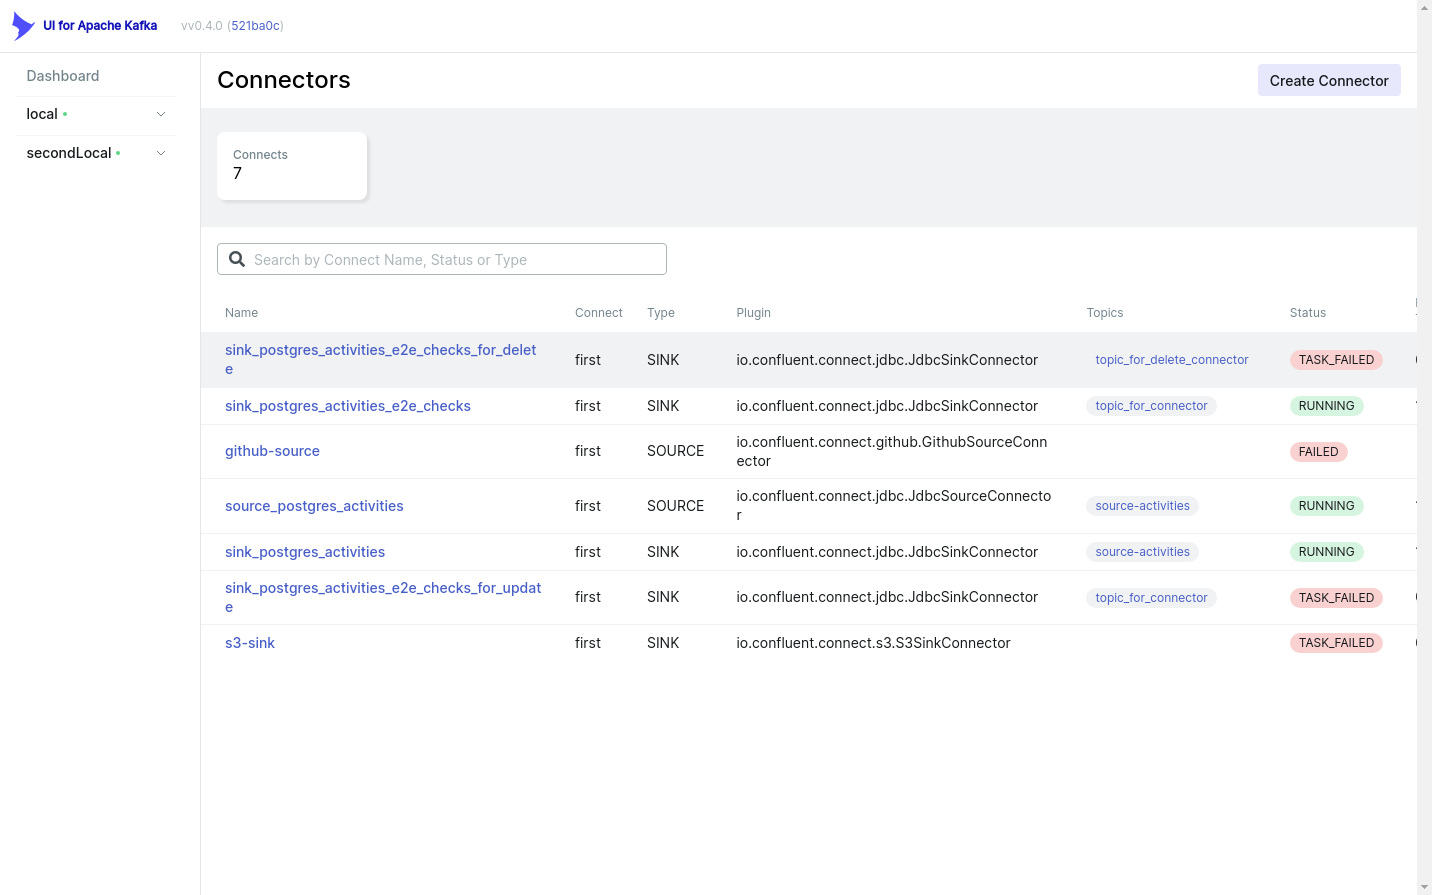 UI for Apache Kafka vv0.4.0 (521ba0c)
Dashboard
local
secondLocal
Connectors
Create Connector
Connects
7
Search by Connect Name, Status or Type
Name Connect Type Plugin Topics Status
sink_postgres_activities_e2e_checks_for_delet
e
first SINK io.confluent.connect.jdbc.JdbcSinkConnector topic_for_delete_connector TASK_FAILED
sink_postgres_activities_e2e_checks first SINK io.confluent.connect.jdbc.JdbcSinkConnector topic_for_connector RUNNING
github-source first SOURCE io.confluent.connect.github.GithubSourceConn
ector
FAILED
source_postgres_activities first SOURCE io.confluent.connect.jdbc.JdbcSourceConnecto
r
source-activities RUNNING
sink_postgres_activities first SINK io.confluent.connect.jdbc.JdbcSinkConnector source-activities RUNNING
sink_postgres_activities_e2e_checks_for_updat
e
first SINK io.confluent.connect.jdbc.JdbcSinkConnector topic_for_connector TASK_FAILED
s3-sink first SINK io.confluent.connect.s3.S3SinkConnector TASK_FAILED